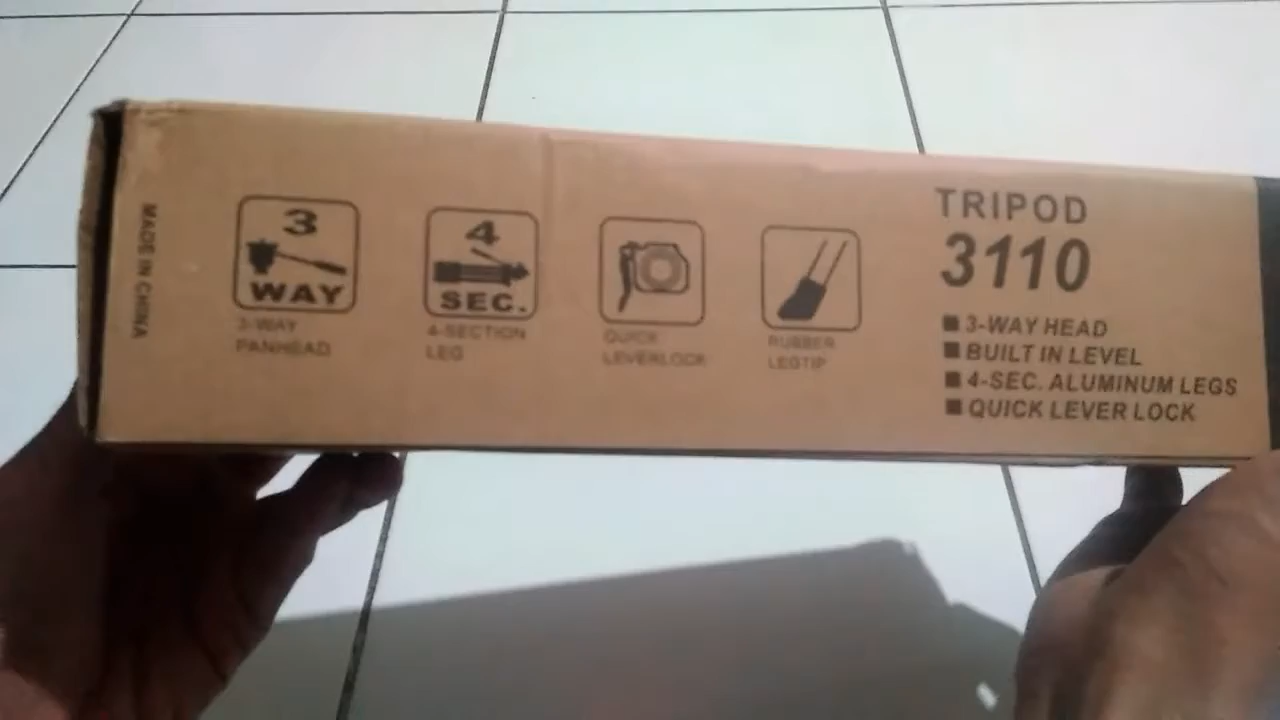 MADE IN CHINA
3
WAY
3-WAY
PANHEAD
4
SEC.
4-SECTION
LEG
QUICK
LEVERLOCK
RUBBER
LEGTIP
TRIPOD
3110
3-WAY HEAD
BUILT IN LEVEL
4-SEC. ALUMINUM LEGS
QUICK LEVER LOCK